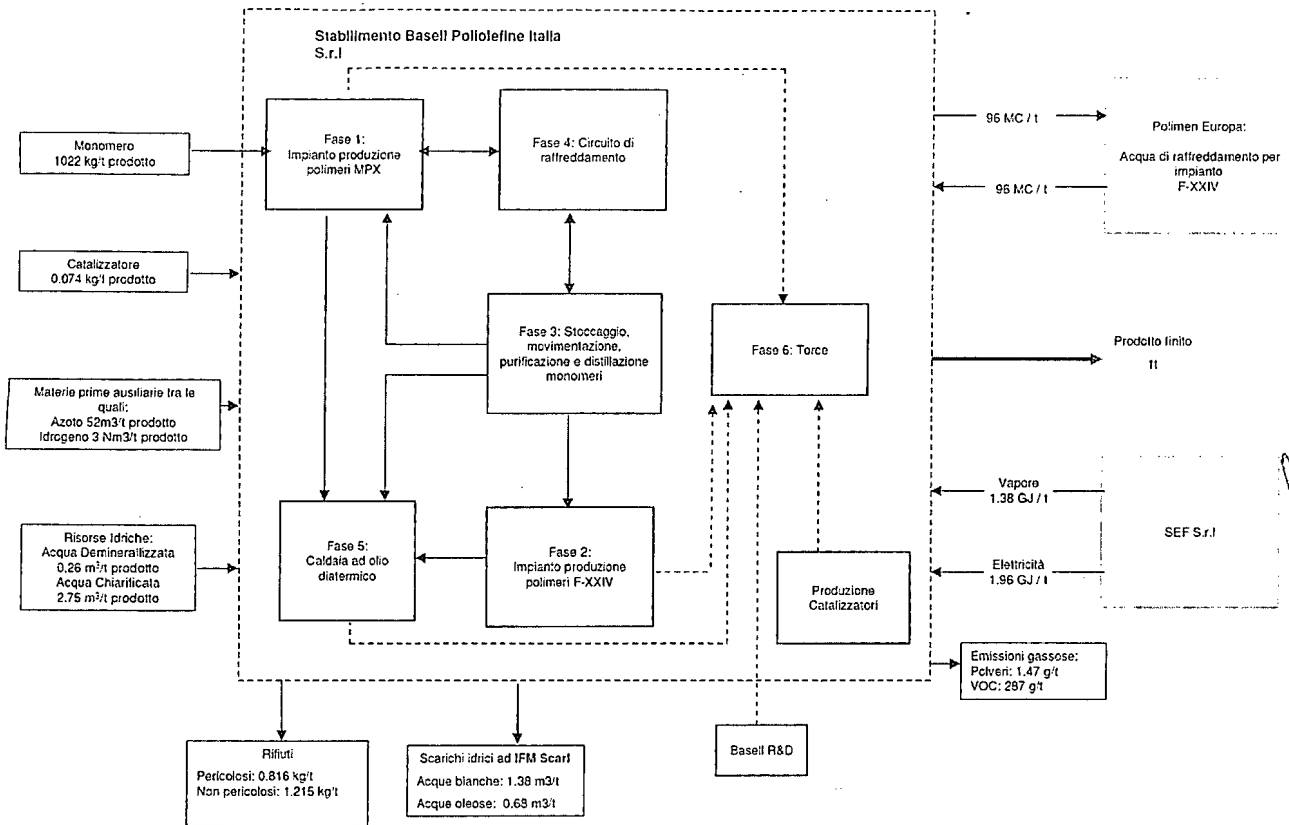 Stabilimento Basell Poliolefine Italia
S.r.l
Monomero
1022 kg/t prodotto
Fase 1:
Impianto produzione
polimeri MPX
Fase 4: Circuito di
raffreddamento
96 MC / t
96 MC / t
Polimeri Europa:
Acqua di raffreddamento per
impianto
F-XXIV
Catalizzatore
0.074 kg/t prodotto
Fase 3: Stoccaggio,
movimentazione,
purificazione e distillazione
monomeri
Fase 6: Torce
Prodotto finito
1t
Materie prime ausiliarie tra le
quali:
Azoto 52m3/t prodotto
Idrogeno 3 Nm3/t prodotto
Vapore
1.38 GJ / t
SEF S.r.l
Elettricità
1.96 GJ / t
Risorse Idriche:
Acqua Demineralizzata
0.26 m³/t prodotto
Acqua Chiarificata
2.75 m³/t prodotto
Fase 5:
Caldaia ad olio
diatermico
Fase 2:
Impianto produzione
polimeri F-XXIV
Produzione
Catalizzatori
Emissioni gassose:
Polveri: 1.47 g/t
VOC: 287 g/t
Rifiuti
Pericolosi: 0.816 kg/t
Non pericolosi: 1.215 kg/t
Scarichi idrici ad IFM Scarl
Acque bianche: 1.38 m3/t
Acque oleose: 0.68 m3/t
Basell R&D